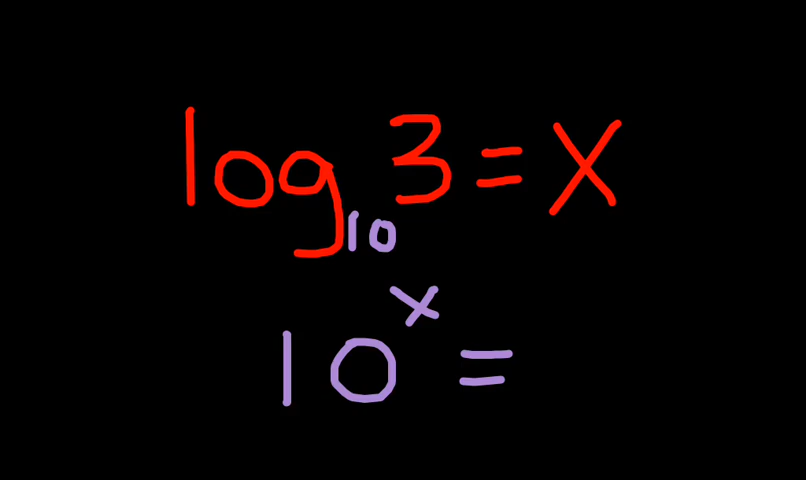 log₁₀ 3 = x
10ˣ =